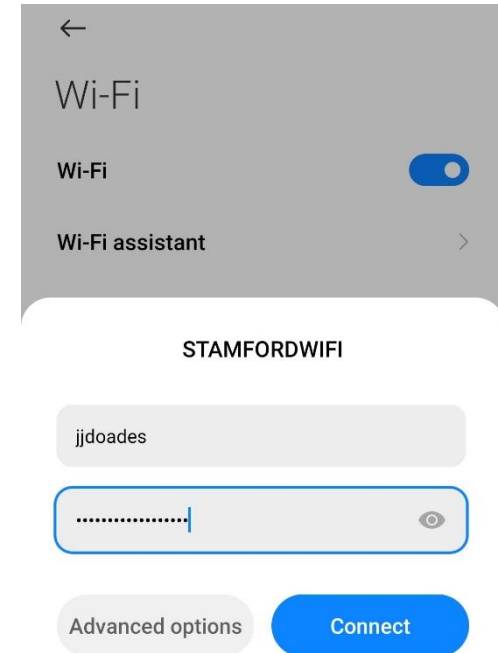 Wi-Fi
Wi-Fi
Wi-Fi assistant
STAMFORDWIFI
jjdoades
••••••••••••••••••
Advanced options
Connect